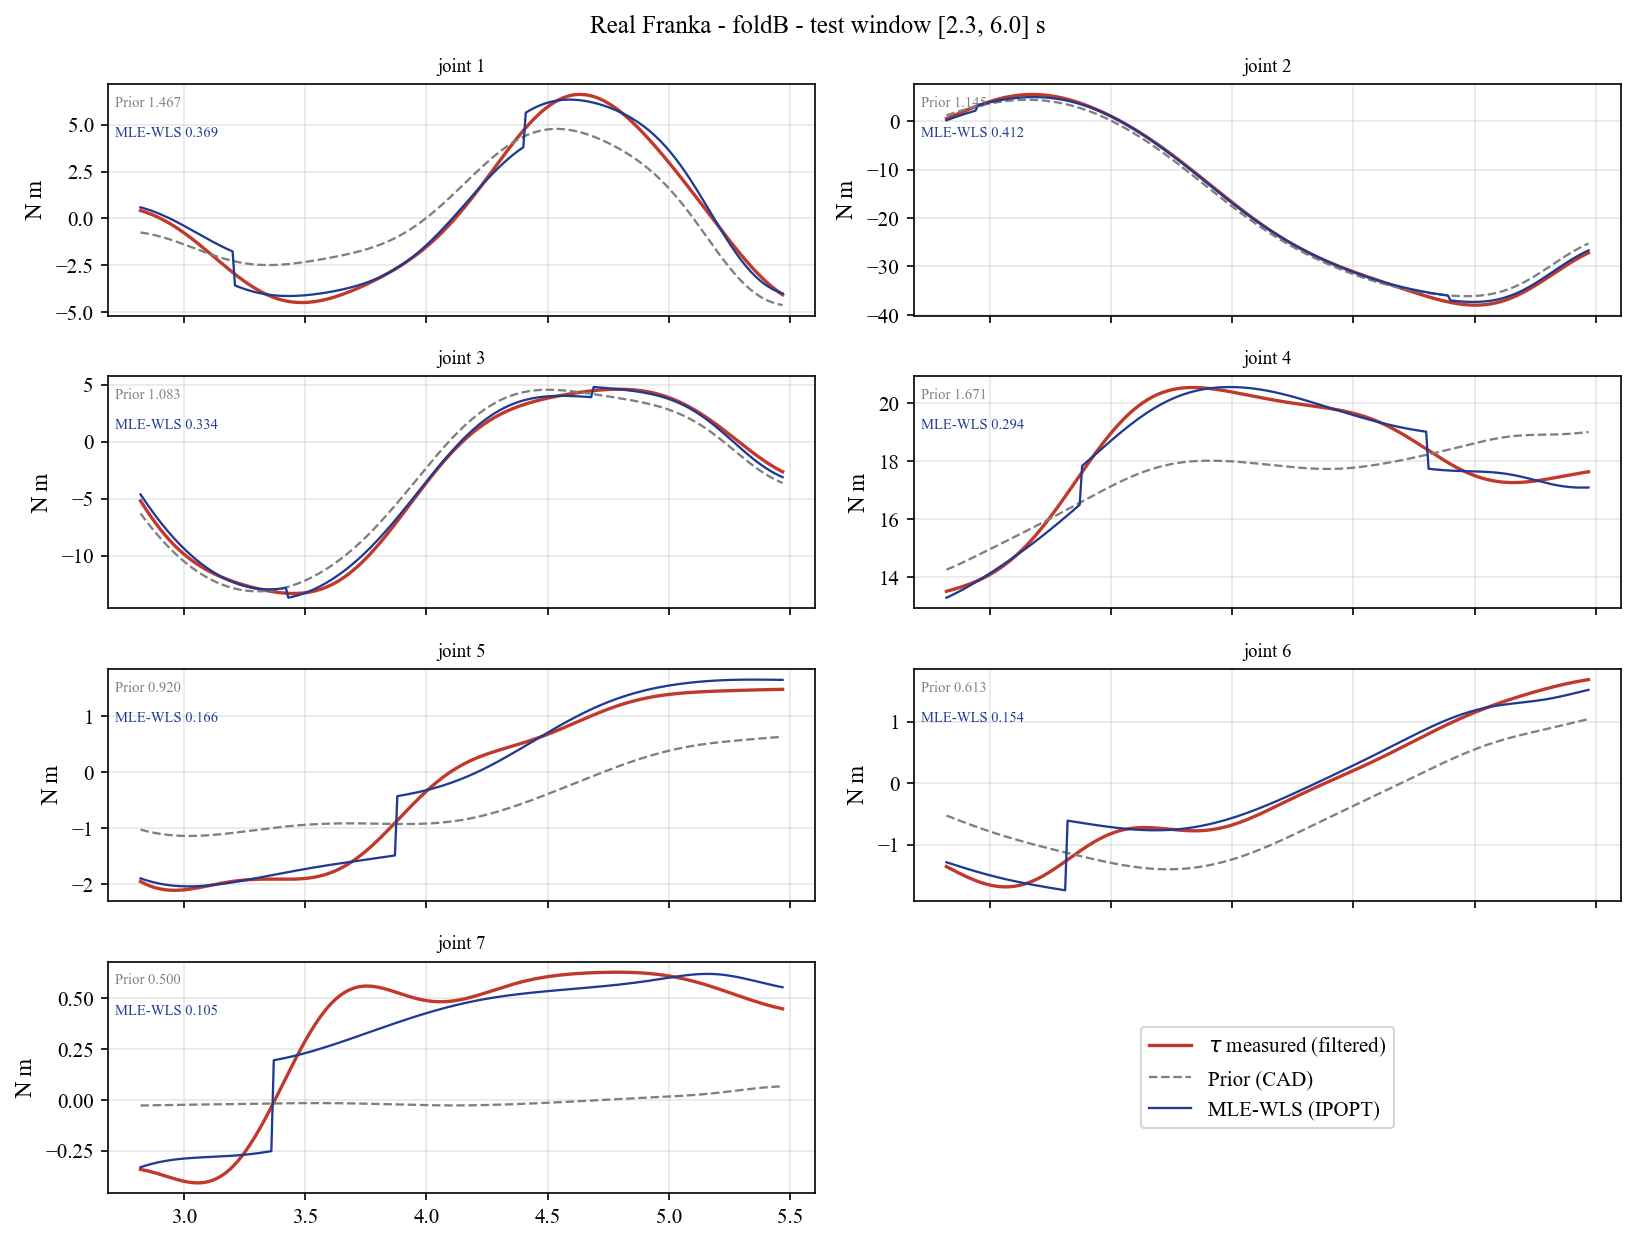 Real Franka - foldB - test window [2.3, 6.0] s
joint 1
Prior 1.467
MLE-WLS 0.369
5.0
2.5
0.0
−2.5
−5.0
N m
joint 2
Prior 1.145
MLE-WLS 0.412
0
−10
−20
−30
−40
N m
joint 3
Prior 1.083
MLE-WLS 0.334
5
0
−5
−10
N m
joint 4
Prior 1.671
MLE-WLS 0.294
20
18
16
14
N m
joint 5
Prior 0.920
MLE-WLS 0.166
1
0
−1
−2
N m
joint 6
Prior 0.613
MLE-WLS 0.154
1
0
−1
N m
joint 7
Prior 0.500
MLE-WLS 0.105
0.50
0.25
0.00
−0.25
N m
3.0 3.5 4.0 4.5 5.0 5.5
τ measured (filtered)
Prior (CAD)
MLE-WLS (IPOPT)